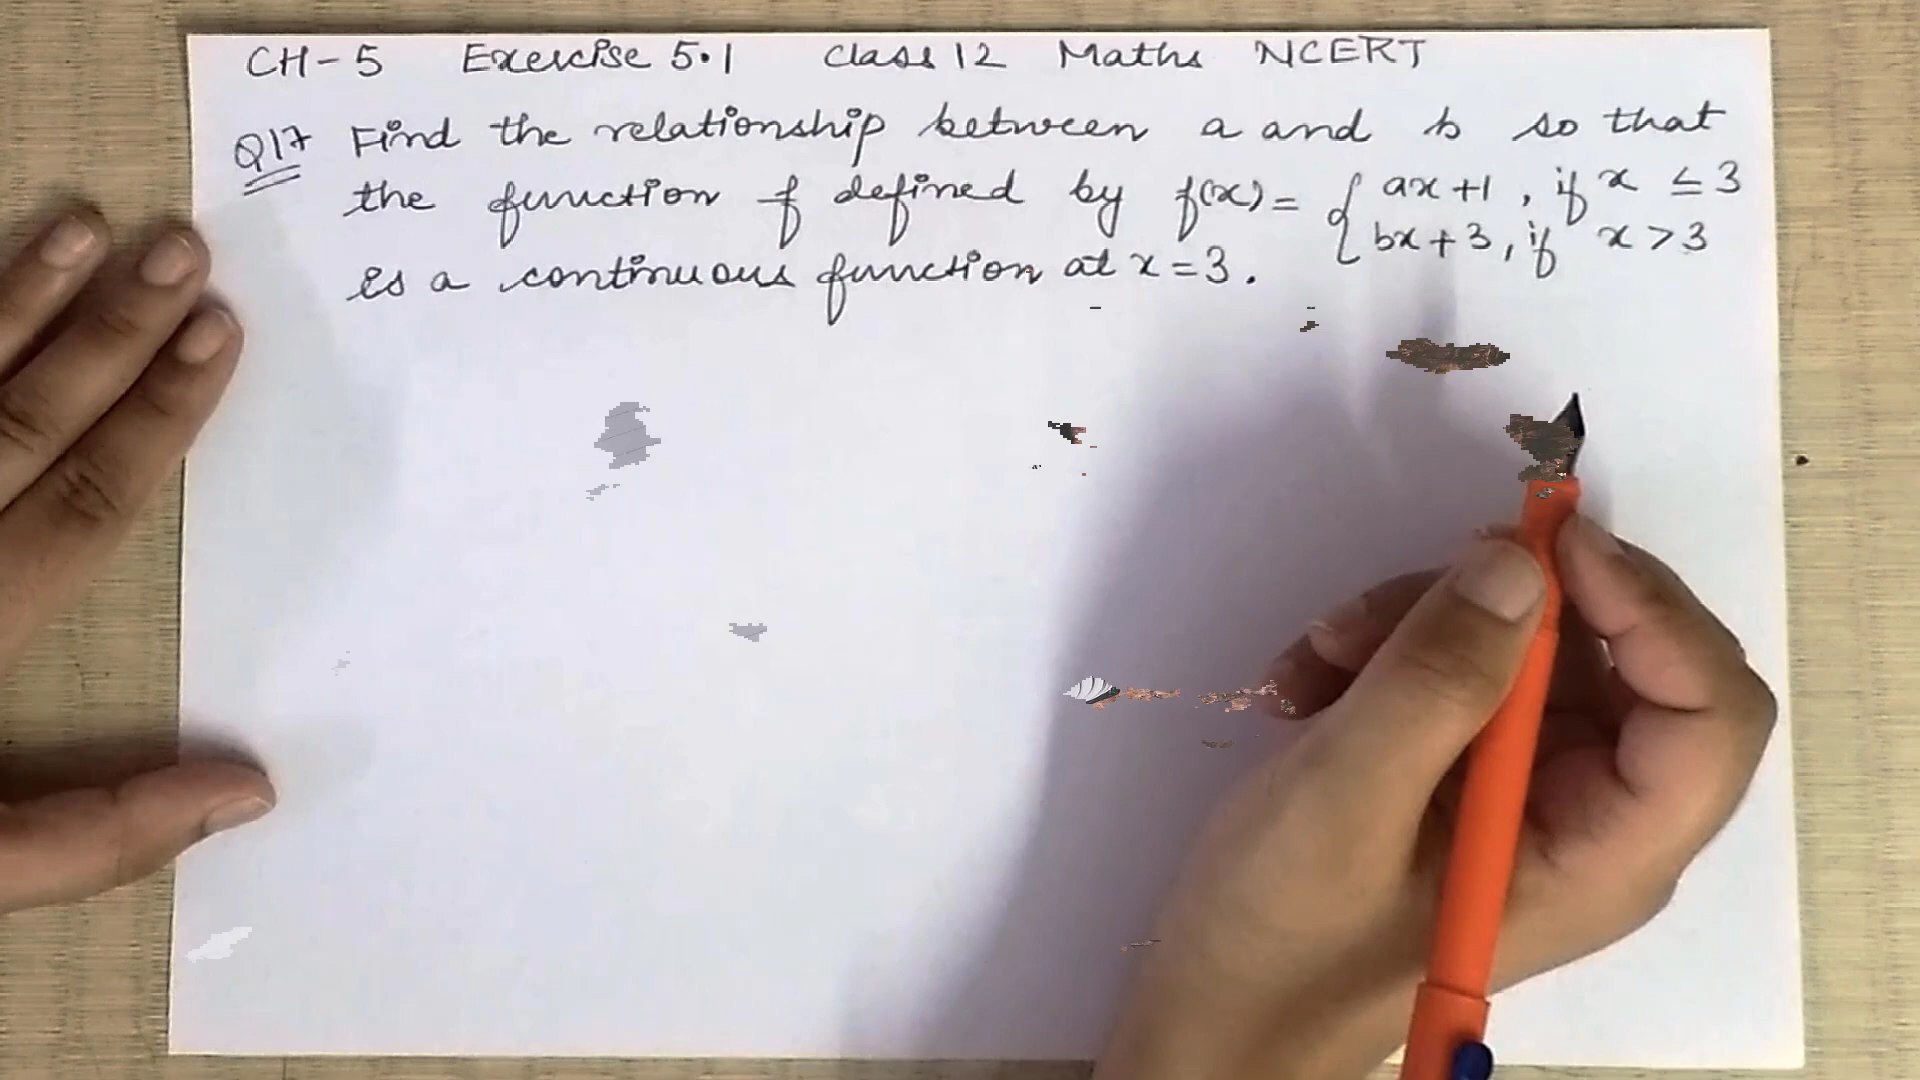 CH-5 Exercise 5.1 Class 12 Maths NCERT
Q17 Find the relationship between a and b so that
the function f defined by f(x) = { ax+1, if x ≤ 3
bx+3, if x > 3
is a continuous function at x = 3.